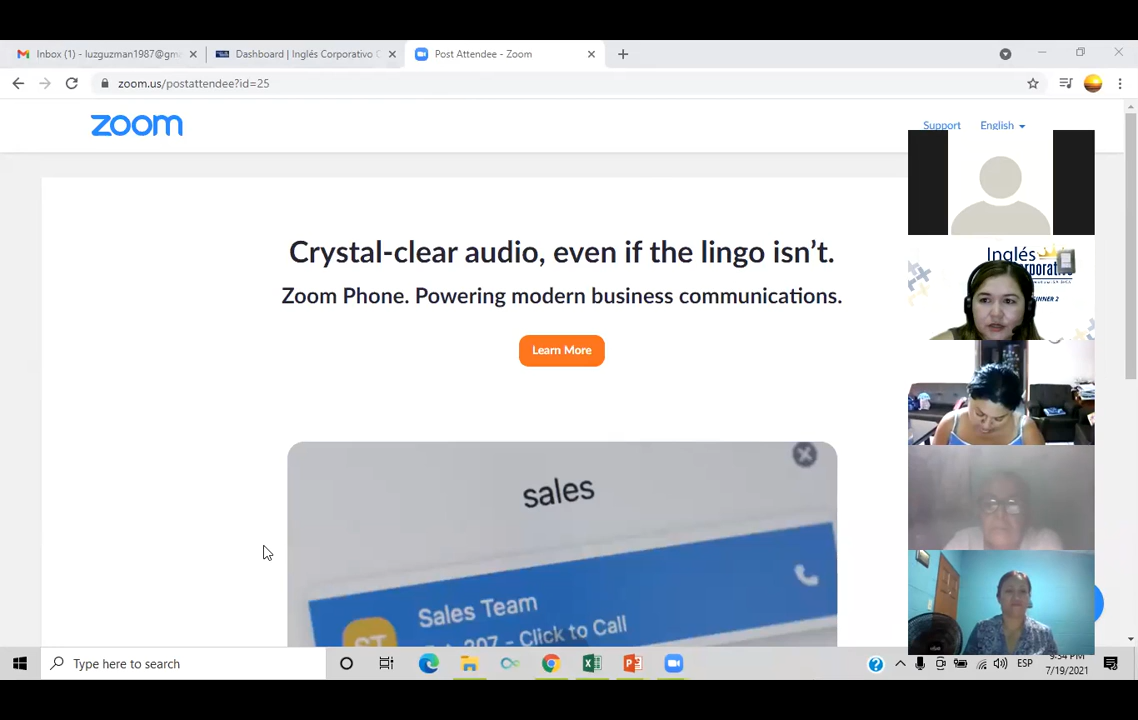 Inbox (1) - luzguzman1987@gm
Dashboard | Inglés Corporativo C
Post Attendee - Zoom
zoom.us/postattendee?id=25
zoom
Support
English
Crystal-clear audio, even if the lingo isn't.
Zoom Phone. Powering modern business communications.
Learn More
Inglés
sales
Sales Team
Click to Call
ST
Type here to search
ESP
7/19/2021